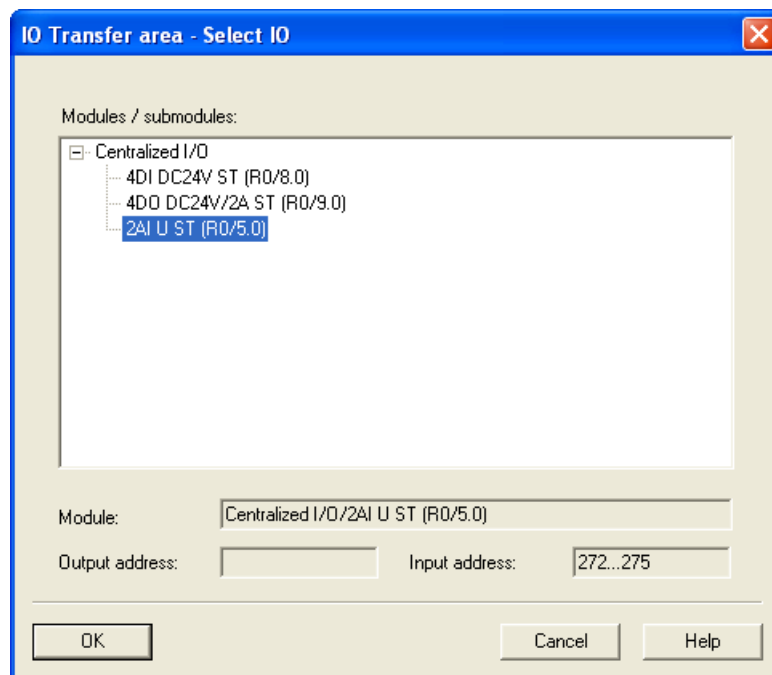 IO Transfer area - Select IO
Modules / submodules:
Centralized I/O
4DI DC24V ST (R0/8.0)
4DO DC24V/2A ST (R0/9.0)
2AI U ST (R0/5.0)
Module: Centralized I/O/2AI U ST (R0/5.0)
Output address: Input address: 272...275
OK Cancel Help